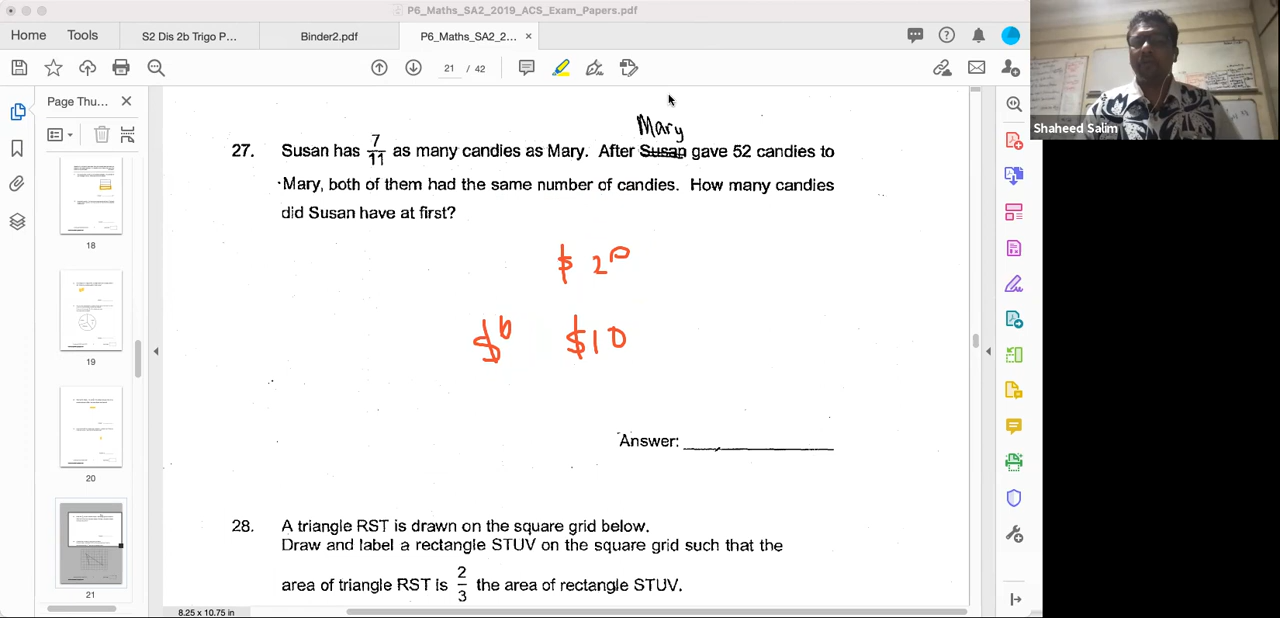 P6_Maths_SA2_2019_ACS_Exam_Papers.pdf
Home Tools S2 Dis 2b Trigo P... Binder2.pdf P6_Maths_SA2_2... ×
21 / 42
Page Thu... ×
18
19
20
21
8.25 x 10.75 in
Shaheed Salim
Mary
27. Susan has 7/11 as many candies as Mary. After Susan gave 52 candies to
Mary, both of them had the same number of candies. How many candies
did Susan have at first?
$ 20
$6 $10
Answer:
28. A triangle RST is drawn on the square grid below.
Draw and label a rectangle STUV on the square grid such that the
area of triangle RST is 2/3 the area of rectangle STUV.